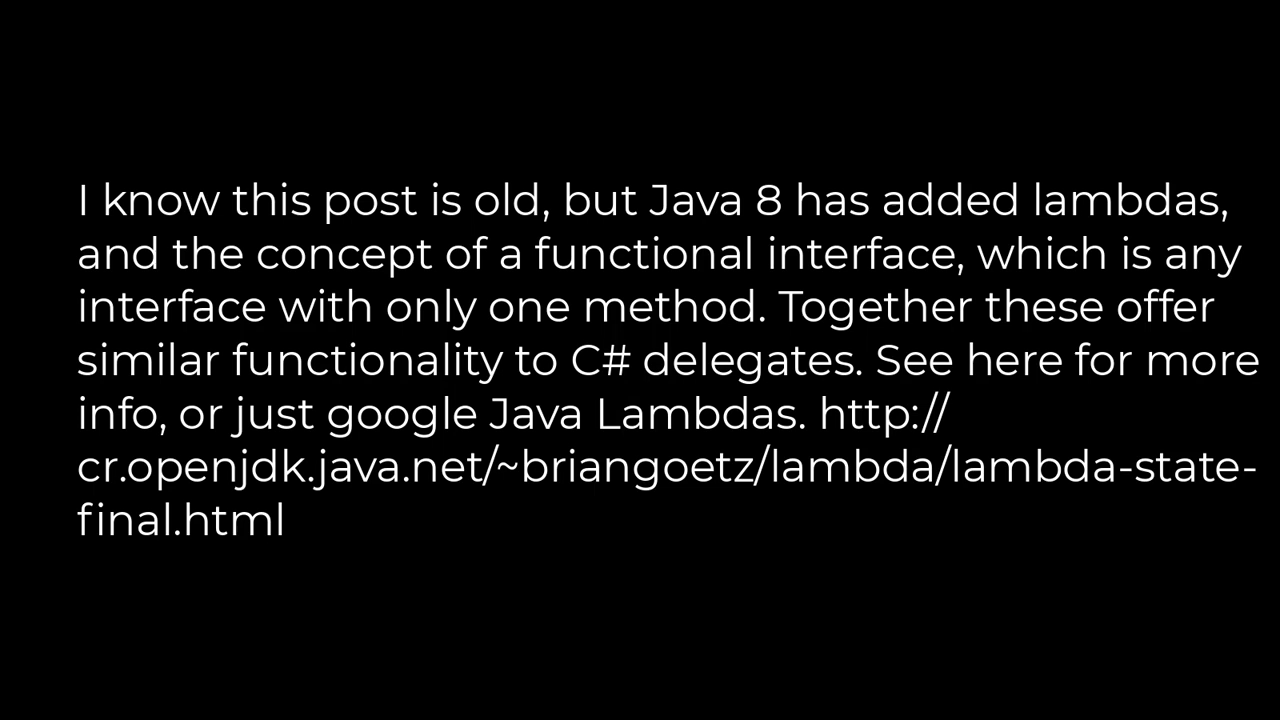 I know this post is old, but Java 8 has added lambdas,
and the concept of a functional interface, which is any
interface with only one method. Together these offer
similar functionality to C# delegates. See here for more
info, or just google Java Lambdas. http://
cr.openjdk.java.net/~briangoetz/lambda/lambda-state-
final.html